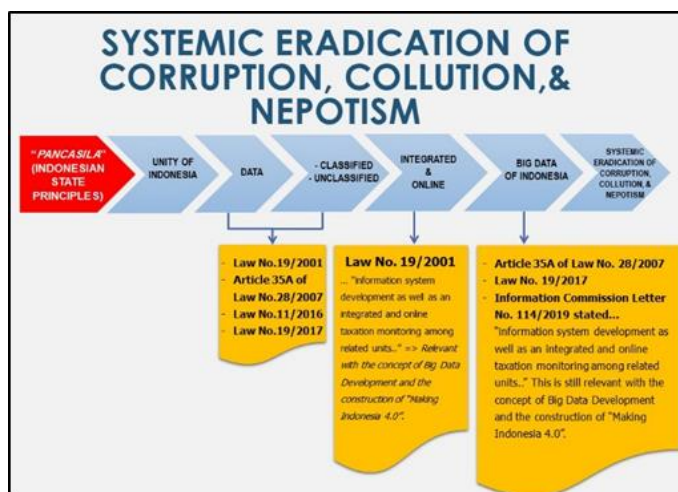 SYSTEMIC ERADICATION OF
CORRUPTION, COLLUTION,&
NEPOTISM
"PANCASILA"
(INDONESIAN
STATE
PRINCIPLES)
UNITY OF
INDONESIA
DATA
- CLASSIFIED
- UNCLASSIFIED
INTEGRATED
&
ONLINE
BIG DATA
OF INDONESIA
SYSTEMIC
ERADICATION OF
CORRUPTION,
COLLUTION, &
NEPOTISM
- Law No.19/2001
- Article 35A of
Law No.28/2007
- Law No.11/2016
- Law No.19/2017
Law No. 19/2001
... "information system
development as well as an
integrated and online
taxation monitoring among
related units.." => Relevant
with the concept of Big Data
Development and the
construction of "Making
Indonesia 4.0".
- Article 35A of Law No. 28/2007
- Law No. 19/2017
- Information Commission Letter
No. 114/2019 stated...
"information system development as
well as an integrated and online
taxation monitoring among related
units.." This is still relevant with the
concept of Big Data Development
and the construction of "Making
Indonesia 4.0".